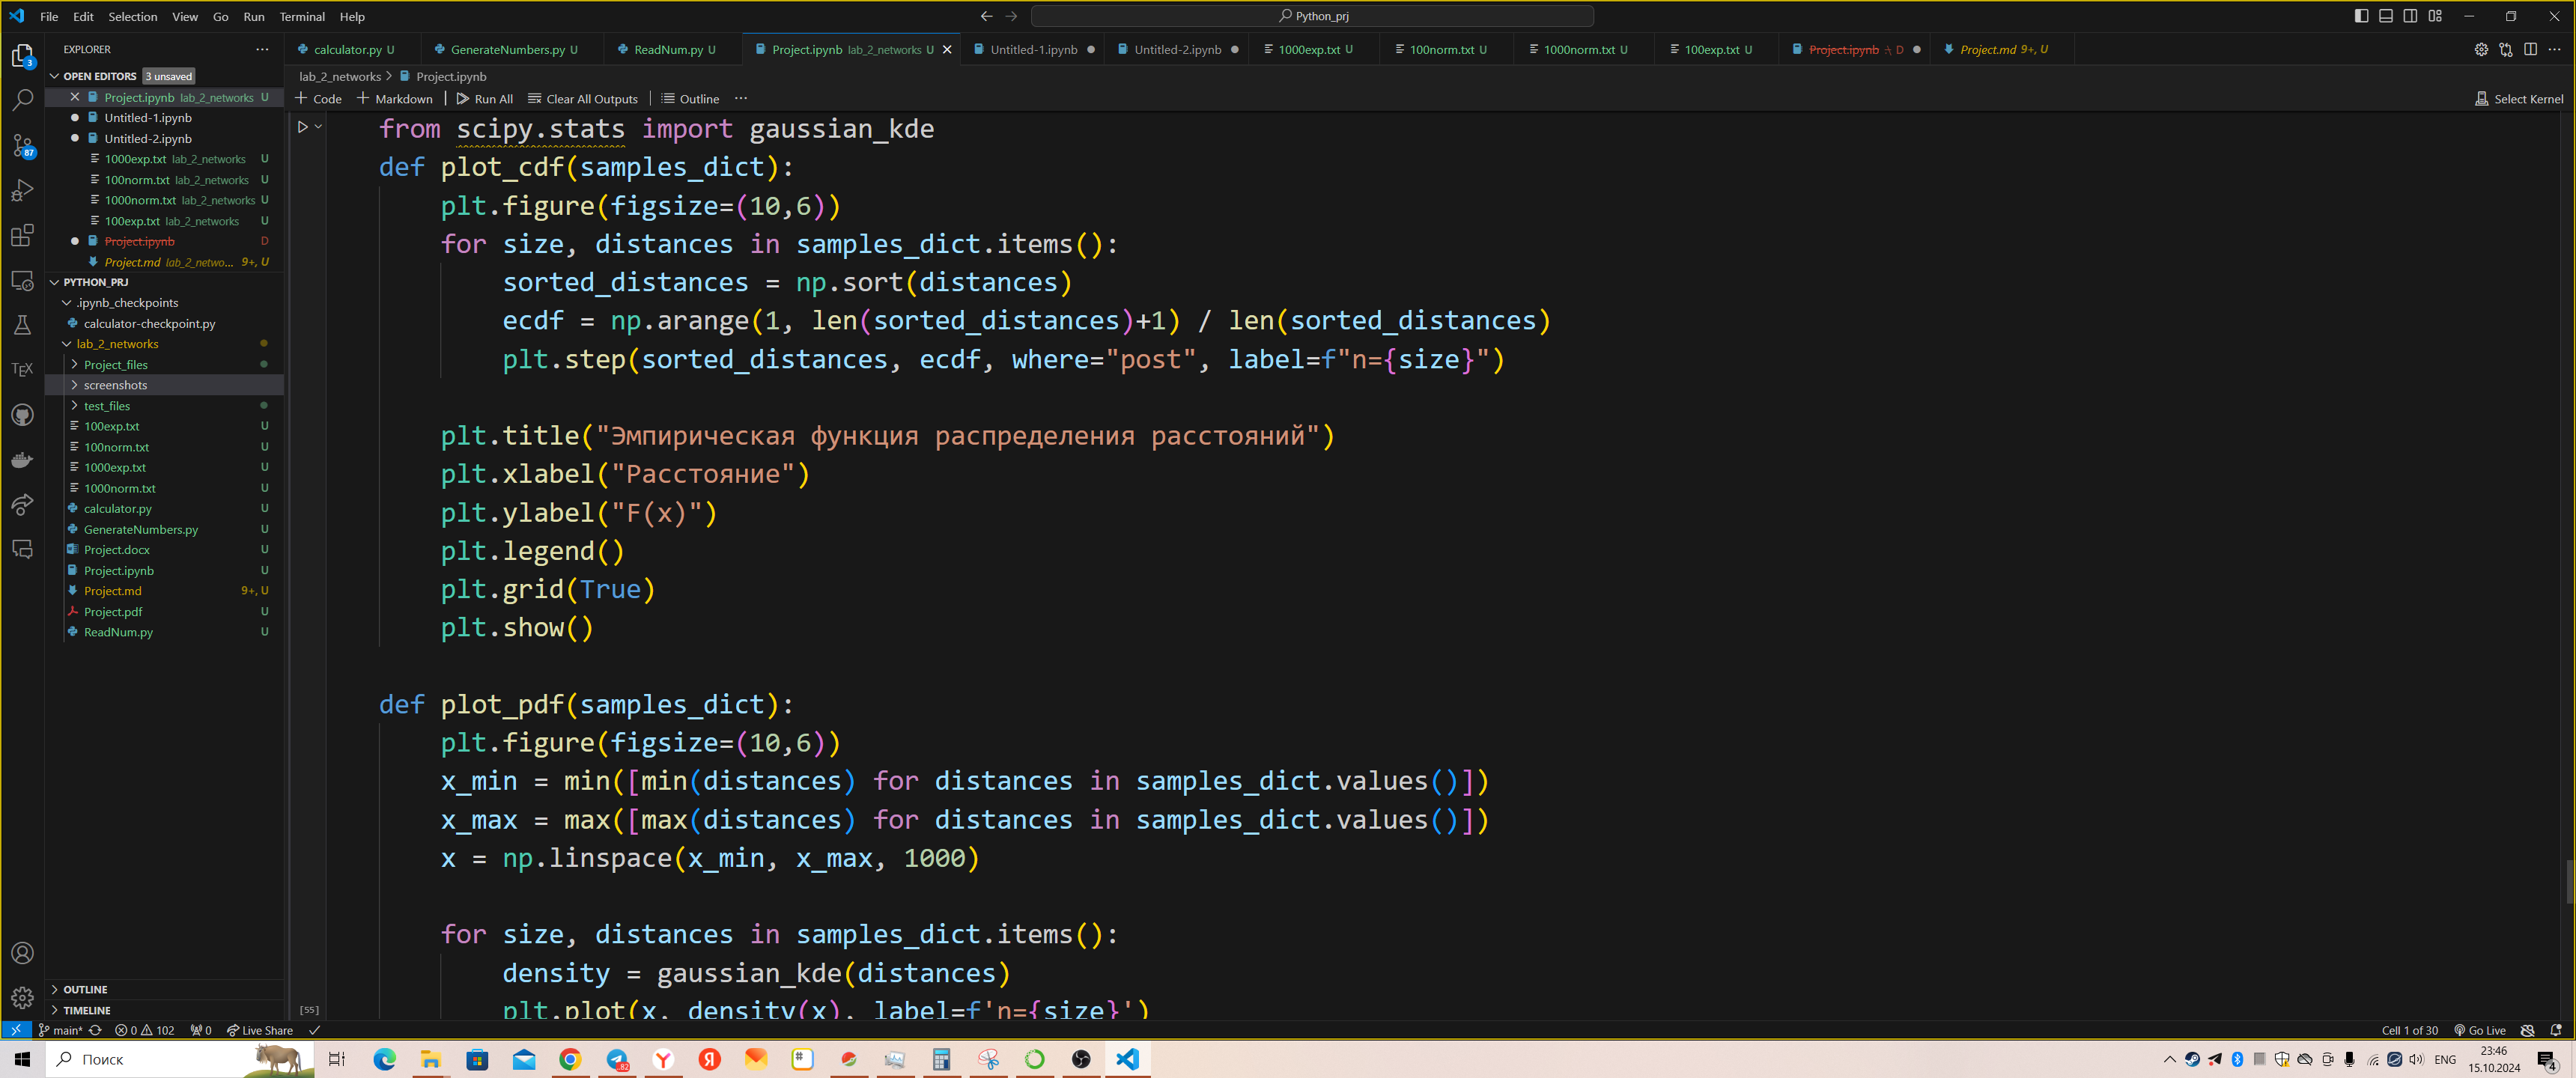 File Edit Selection View Go Run Terminal Help
Python_prj
EXPLORER
calculator.py U
GenerateNumbers.py U
ReadNum.py U
Project.ipynb lab_2_networks U
Untitled-1.ipynb
Untitled-2.ipynb
1000exp.txt U
100norm.txt U
1000norm.txt U
100exp.txt U
Project.ipynb D
Project.md 9+, U
OPEN EDITORS 3 unsaved
lab_2_networks > Project.ipynb
Project.ipynb lab_2_networks U
Code Markdown Run All Clear All Outputs Outline ...
Select Kernel
Untitled-1.ipynb
Untitled-2.ipynb
1000exp.txt lab_2_networks U
100norm.txt lab_2_networks U
1000norm.txt lab_2_networks U
100exp.txt lab_2_networks U
Project.ipynb D
Project.md lab_2_netwo... 9+, U
PYTHON_PRJ
.ipynb_checkpoints
calculator-checkpoint.py
lab_2_networks
Project_files
screenshots
test_files
100exp.txt U
100norm.txt U
1000exp.txt U
1000norm.txt U
calculator.py U
GenerateNumbers.py U
Project.docx U
Project.ipynb U
Project.md 9+, U
Project.pdf U
ReadNum.py U
OUTLINE
TIMELINE
3
87
TEX
from scipy.stats import gaussian_kde
def plot_cdf(samples_dict):
plt.figure(figsize=(10,6))
for size, distances in samples_dict.items():
sorted_distances = np.sort(distances)
ecdf = np.arange(1, len(sorted_distances)+1) / len(sorted_distances)
plt.step(sorted_distances, ecdf, where="post", label=f"n={size}")
plt.title("Эмпирическая функция распределения расстояний")
plt.xlabel("Расстояние")
plt.ylabel("F(x)")
plt.legend()
plt.grid(True)
plt.show()
def plot_pdf(samples_dict):
plt.figure(figsize=(10,6))
x_min = min([min(distances) for distances in samples_dict.values()])
x_max = max([max(distances) for distances in samples_dict.values()])
x = np.linspace(x_min, x_max, 1000)
for size, distances in samples_dict.items():
density = gaussian_kde(distances)
plt.plot(x, density(x), label=f'n={size}')
[55]
main* 0 102 0 Live Share
Cell 1 of 30 Go Live
Поиск
82
ENG
23:46
15.10.2024
4